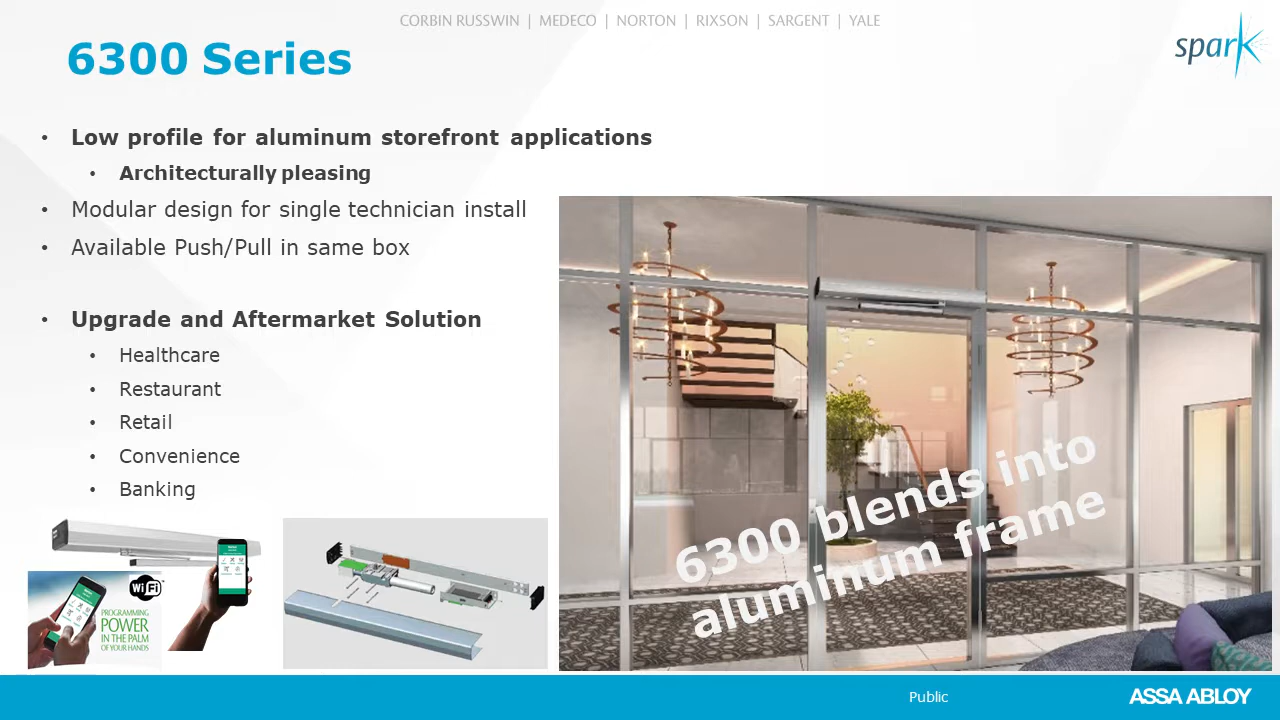 CORBIN RUSSWIN | MEDECO | NORTON | RIXSON | SARGENT | YALE
spark
6300 Series
• Low profile for aluminum storefront applications
• Architecturally pleasing
• Modular design for single technician install
• Available Push/Pull in same box
• Upgrade and Aftermarket Solution
• Healthcare
• Restaurant
• Retail
• Convenience
• Banking
6300 blends into
aluminum frame
WiFi
PROGRAMMING
POWER
IN THE PALM
OF YOUR HANDS
Public
ASSA ABLOY